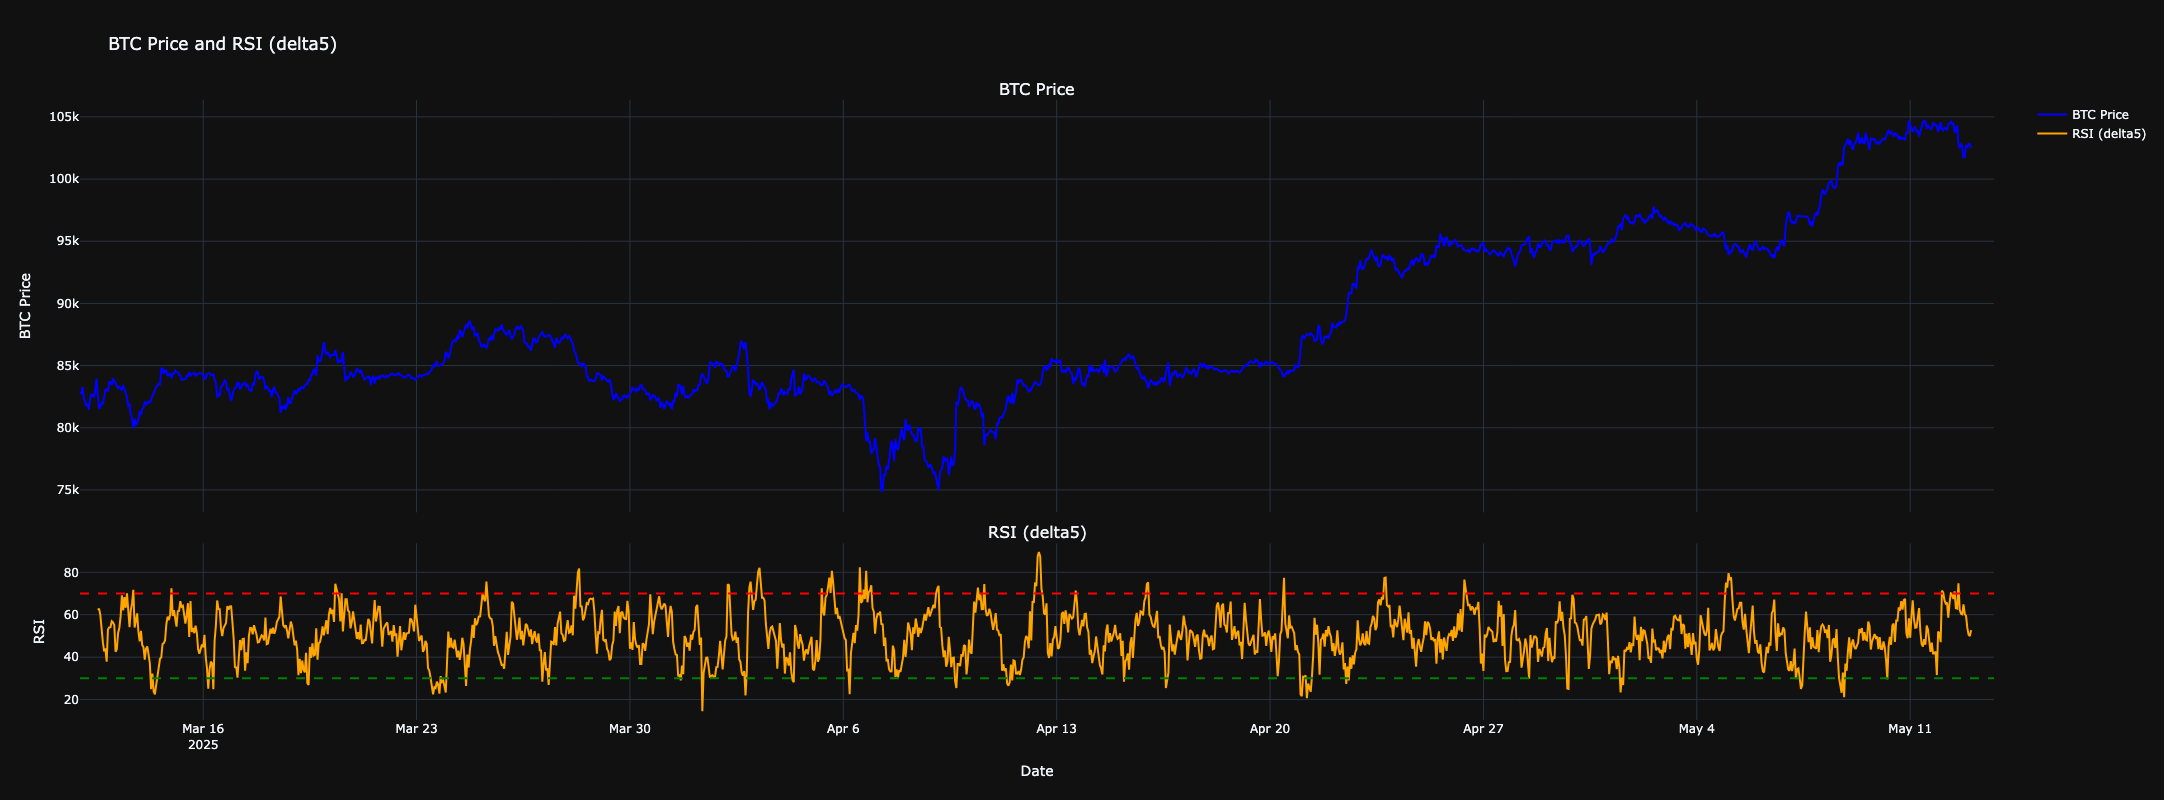 BTC Price and RSI (delta5)
BTC Price
BTC Price
RSI (delta5)
105k
100k
95k
90k
85k
80k
75k
BTC Price
RSI (delta5)
80
60
40
20
RSI
Mar 16
2025
Mar 23
Mar 30
Apr 6
Apr 13
Apr 20
Apr 27
May 4
May 11
Date